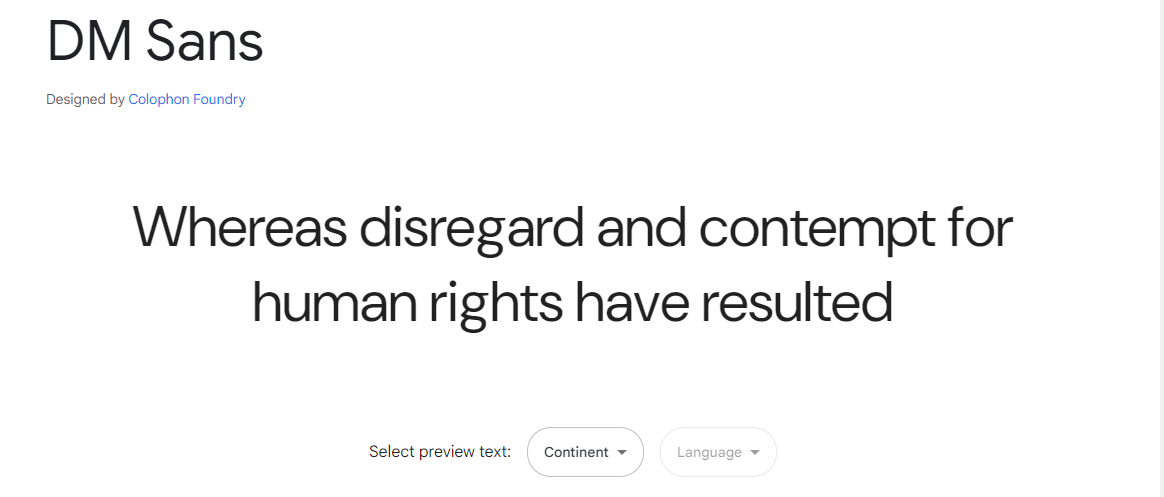 DM Sans
Designed by Colophon Foundry
Whereas disregard and contempt for
human rights have resulted
Select preview text: Continent Language